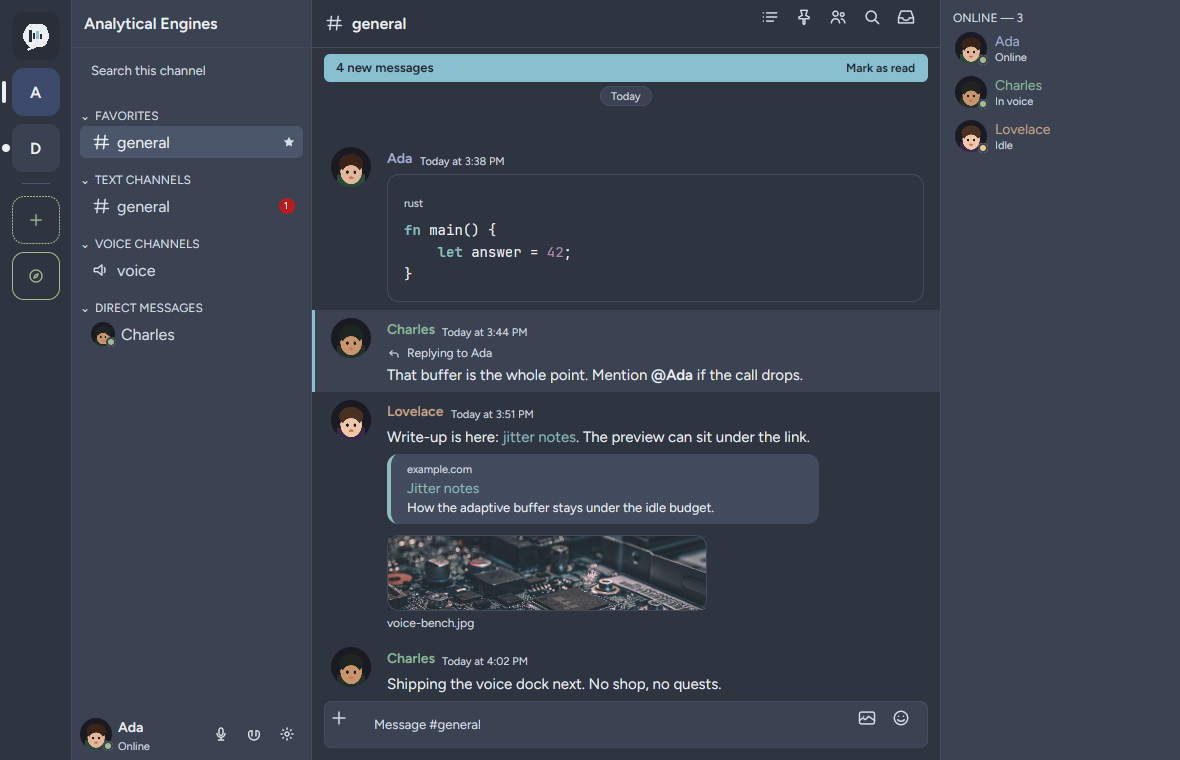 Analytical Engines
Search this channel
FAVORITES
general
TEXT CHANNELS
general
1
VOICE CHANNELS
voice
DIRECT MESSAGES
Charles
A
D
Ada
Online
# general
4 new messages
Mark as read
Today
Ada Today at 3:38 PM
rust
fn main() {
    let answer = 42;
}
Charles Today at 3:44 PM
Replying to Ada
That buffer is the whole point. Mention @Ada if the call drops.
Lovelace Today at 3:51 PM
Write-up is here: jitter notes. The preview can sit under the link.
example.com
Jitter notes
How the adaptive buffer stays under the idle budget.
voice-bench.jpg
Charles Today at 4:02 PM
Shipping the voice dock next. No shop, no quests.
Message #general
ONLINE — 3
Ada
Online
Charles
In voice
Lovelace
Idle